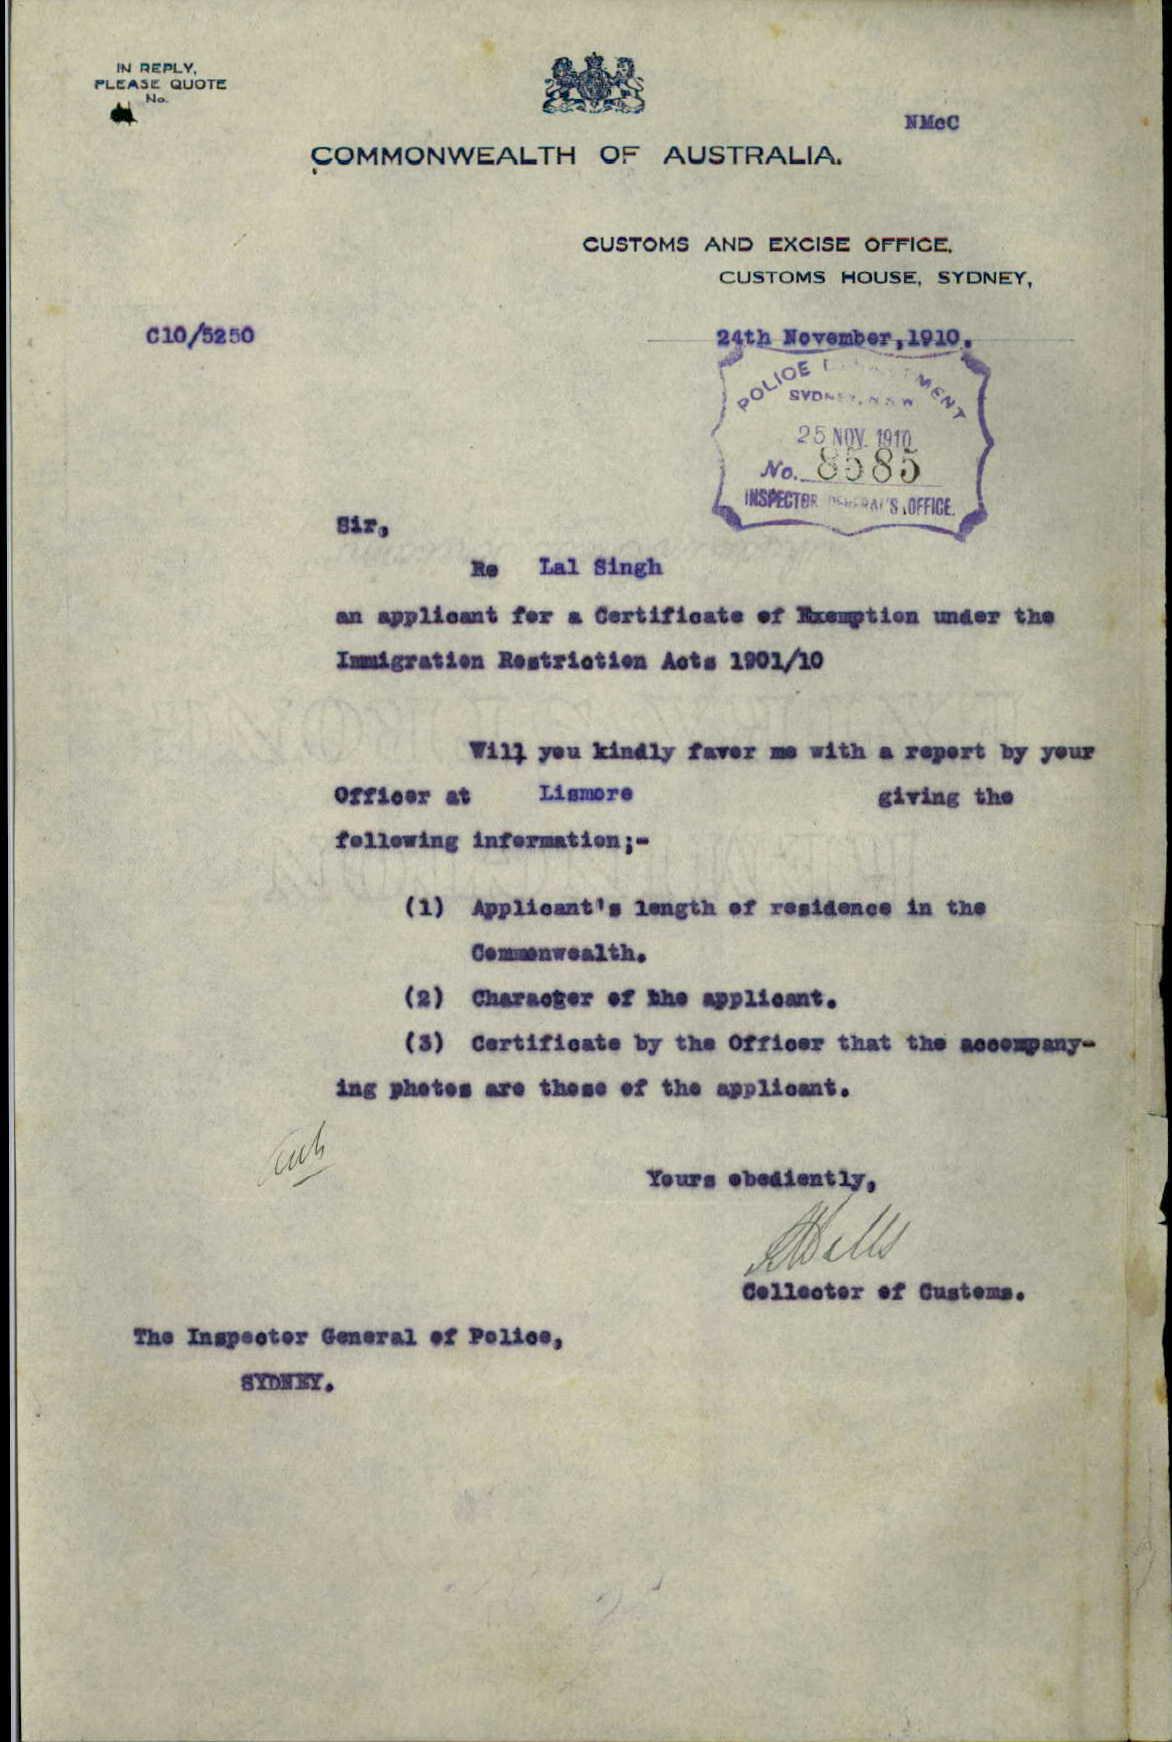 IN REPLY,
PLEASE QUOTE
No.
NMcC
COMMONWEALTH OF AUSTRALIA.
CUSTOMS AND EXCISE OFFICE,
CUSTOMS HOUSE, SYDNEY,
C10/5250
24th November,1910.
POLICE DEPARTMENT
SYDNEY, N.S.W
25 NOV. 1910
No. 8585
INSPECTOR GENERAL'S OFFICE.
Sir,
Re Lal Singh
an applicant for a Certificate of Exemption under the
Immigration Restriction Acts 1901/10
Will you kindly favor me with a report by your
Officer at Lismore giving the
following information;-
(1) Applicant's length of residence in the
Commonwealth.
(2) Character of the applicant.
(3) Certificate by the Officer that the accompany-
ing photos are those of the applicant.
Yours obediently,
Collector of Customs.
The Inspector General of Police,
SYDNEY.